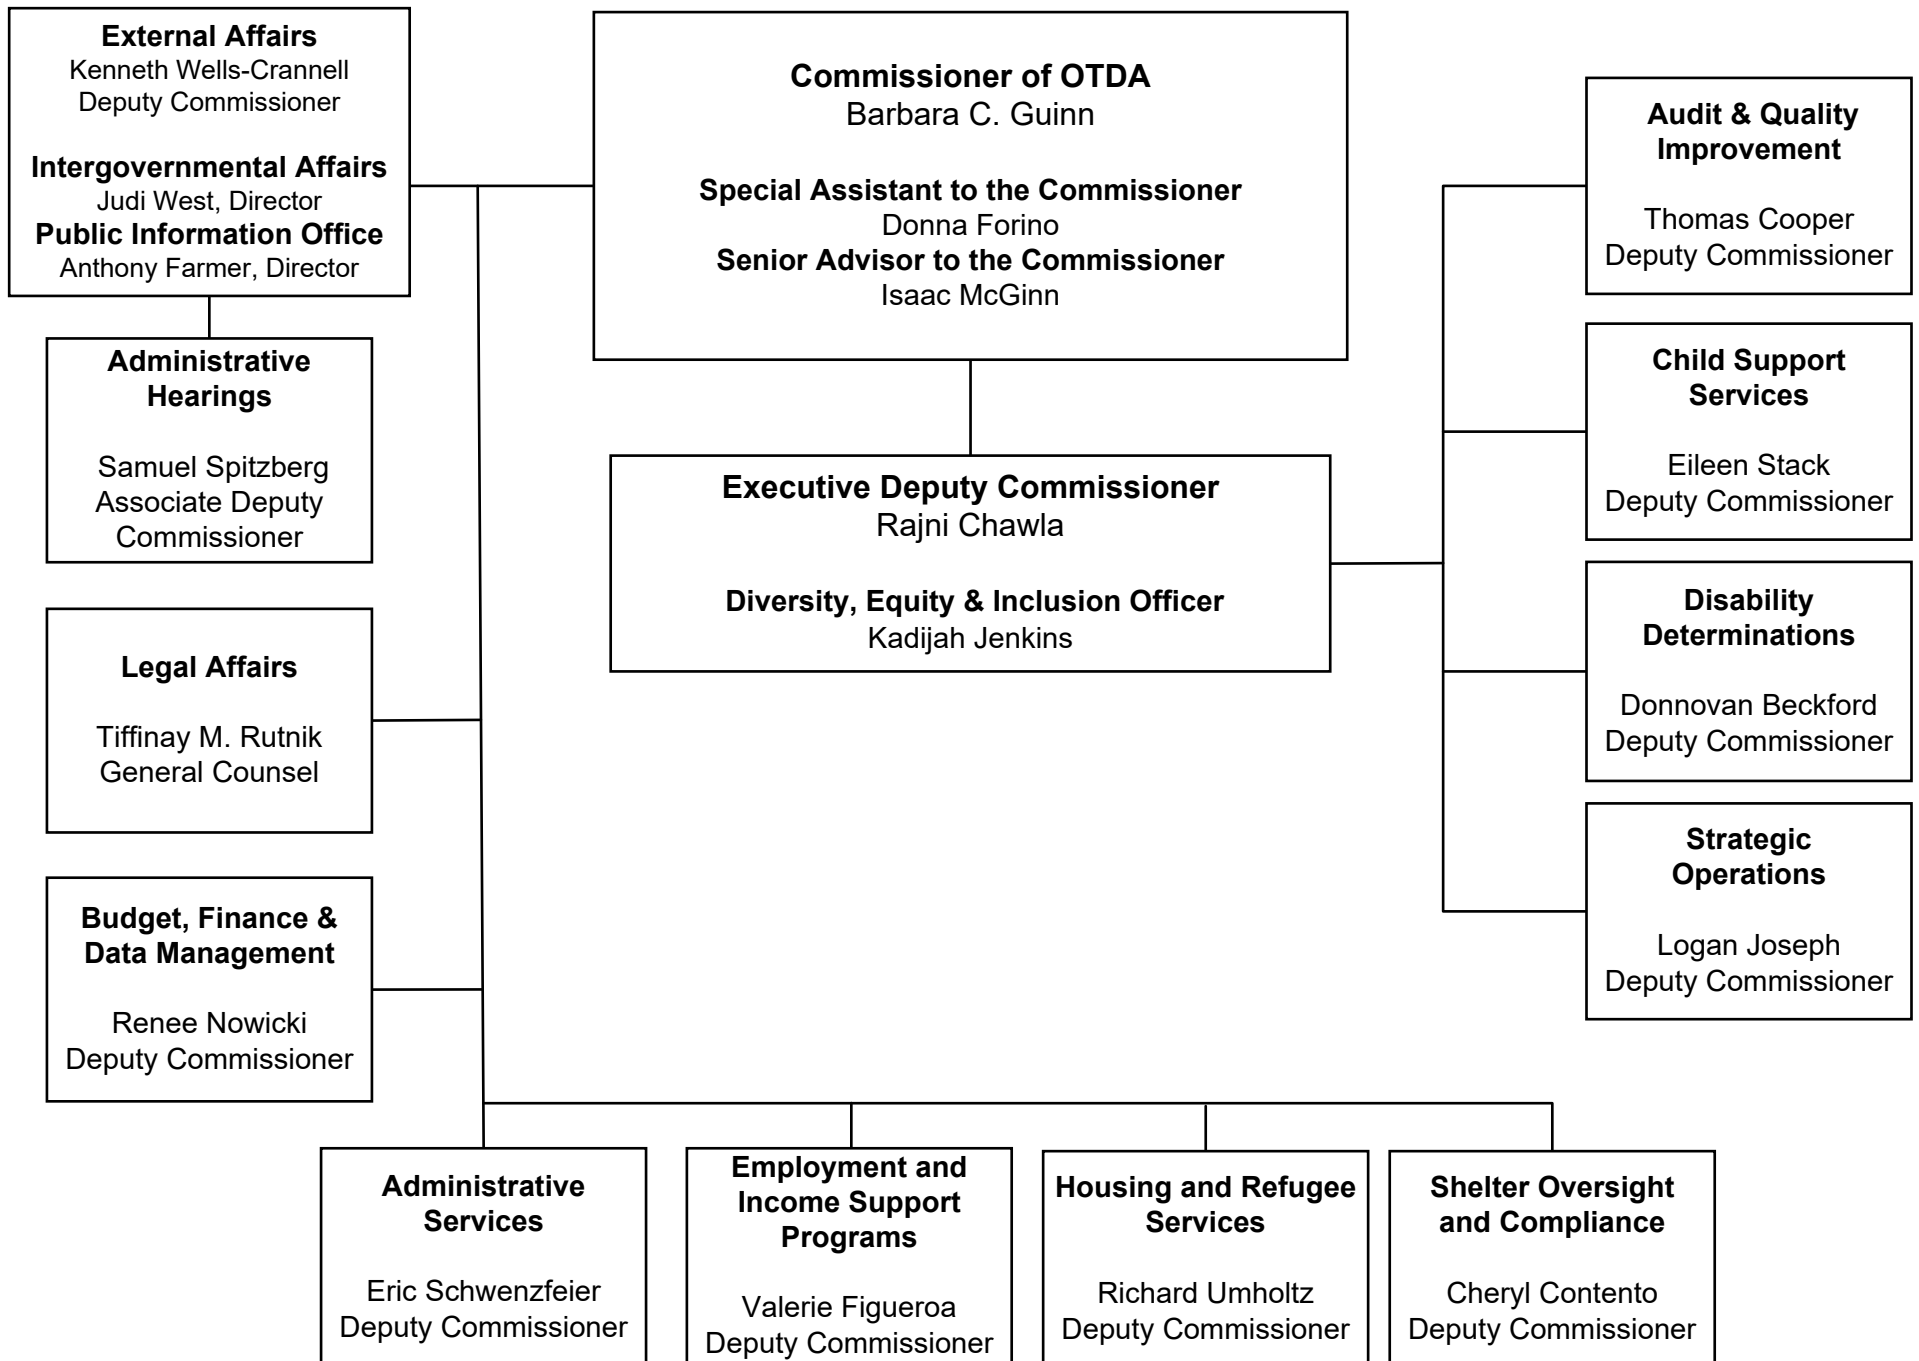 External Affairs
Kenneth Wells-Crannell
Deputy Commissioner
Intergovernmental Affairs
Judi West, Director
Public Information Office
Anthony Farmer, Director
Commissioner of OTDA
Barbara C. Guinn
Special Assistant to the Commissioner
Donna Forino
Senior Advisor to the Commissioner
Isaac McGinn
Audit & Quality
Improvement
Thomas Cooper
Deputy Commissioner
Administrative
Hearings
Samuel Spitzberg
Associate Deputy
Commissioner
Executive Deputy Commissioner
Rajni Chawla
Diversity, Equity & Inclusion Officer
Kadijah Jenkins
Child Support
Services
Eileen Stack
Deputy Commissioner
Legal Affairs
Tiffinay M. Rutnik
General Counsel
Disability
Determinations
Donnovan Beckford
Deputy Commissioner
Budget, Finance &
Data Management
Renee Nowicki
Deputy Commissioner
Strategic
Operations
Logan Joseph
Deputy Commissioner
Administrative
Services
Eric Schwenzfeier
Deputy Commissioner
Employment and
Income Support
Programs
Valerie Figueroa
Deputy Commissioner
Housing and Refugee
Services
Richard Umholtz
Deputy Commissioner
Shelter Oversight
and Compliance
Cheryl Contento
Deputy Commissioner